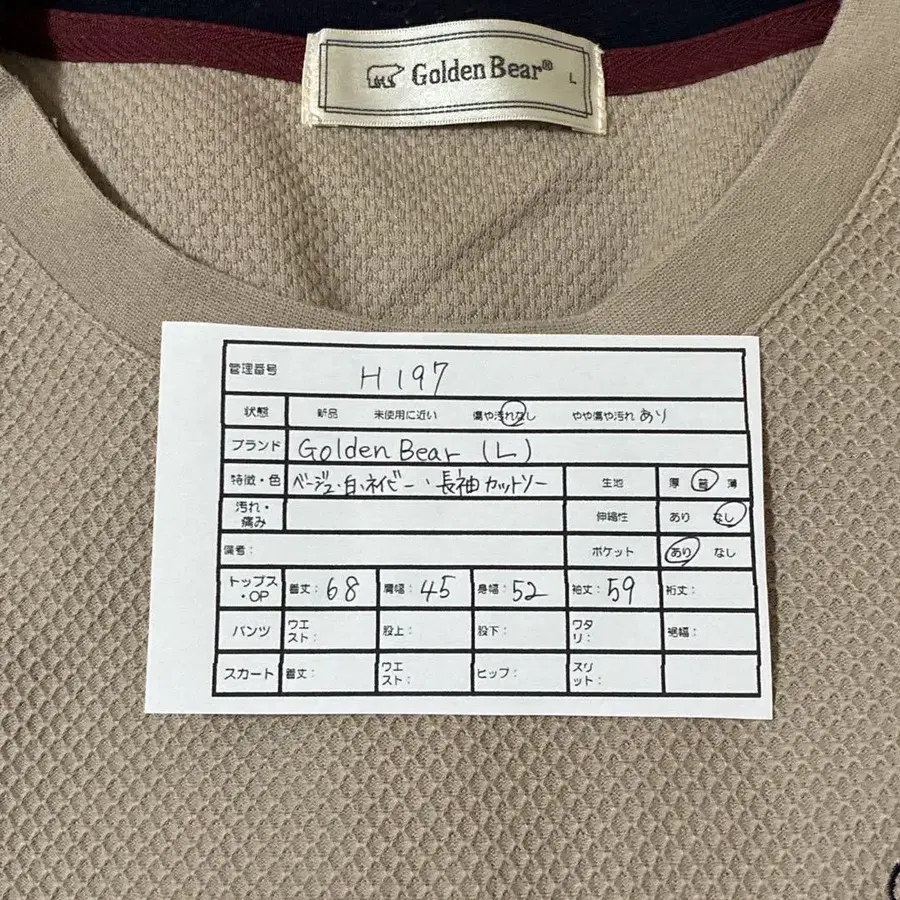 Golden Bear® L
管理番号 H197
状態 新品 未使用に近い 傷や汚れなし やや傷や汚れあり
ブランド Golden Bear (L)
特徴・色 ベージュ・白・ネイビー・長袖カットソー 生地 厚 普 薄
汚れ・痛み 伸縮性 あり なし
備考: ポケット あり なし
トップス・OP 着丈: 68 肩幅: 45 身幅: 52 袖丈: 59 裄丈:
パンツ ウエスト: 股上: 股下: ワタリ: 裾幅:
スカート 着丈: ウエスト: ヒップ: スリット: